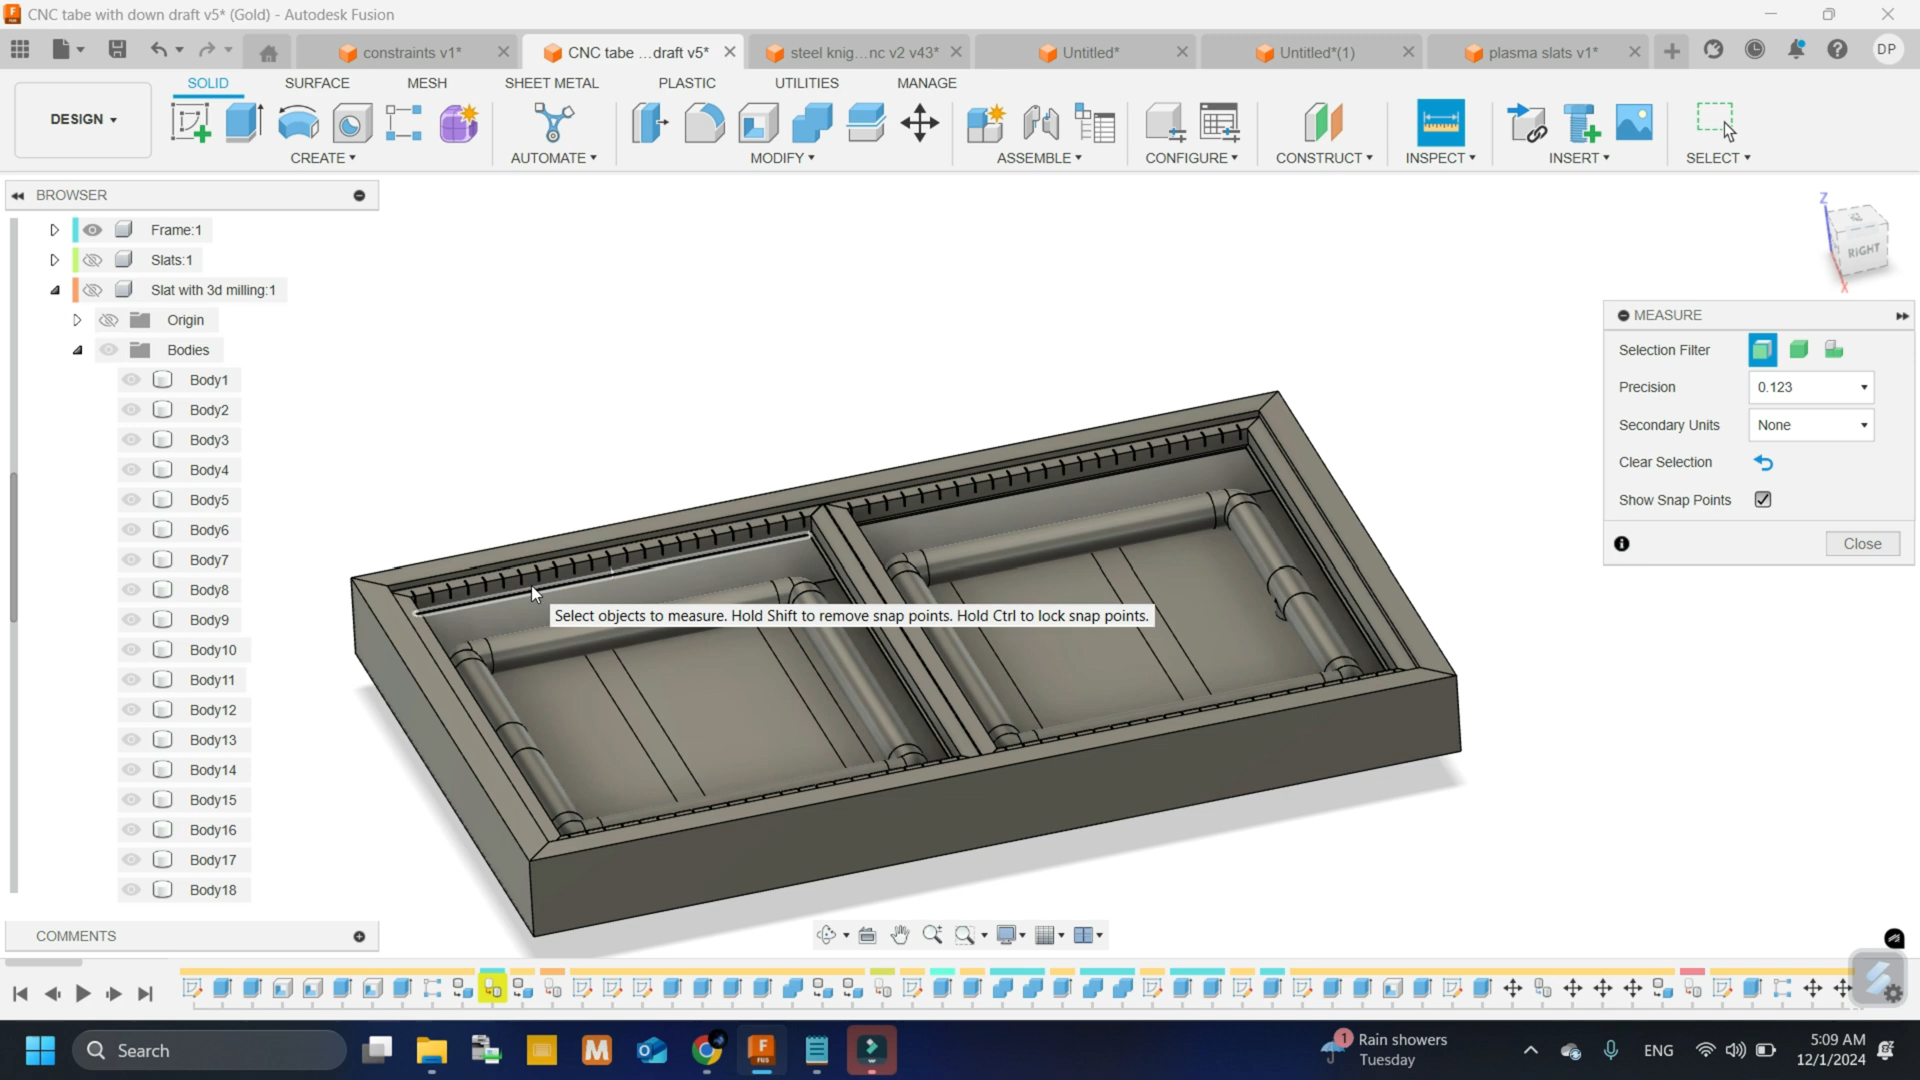 CNC tabe with down draft v5* (Gold) - Autodesk Fusion
constraints v1*
CNC tabe ...draft v5*
steel knig...nc v2 v43*
Untitled*
Untitled*(1)
plasma slats v1*
DP
SOLID
SURFACE
MESH
SHEET METAL
PLASTIC
UTILITIES
MANAGE
DESIGN
CREATE
AUTOMATE
MODIFY
ASSEMBLE
CONFIGURE
CONSTRUCT
INSPECT
INSERT
SELECT
BROWSER
Frame:1
Slats:1
Slat with 3d milling:1
Origin
Bodies
Body1
Body2
Body3
Body4
Body5
Body6
Body7
Body8
Body9
Body10
Body11
Body12
Body13
Body14
Body15
Body16
Body17
Body18
COMMENTS
Z
RIGHT
X
MEASURE
Selection Filter
Precision
0.123
Secondary Units
None
Clear Selection
Show Snap Points
Close
Select objects to measure. Hold Shift to remove snap points. Hold Ctrl to lock snap points.
Search
1
Rain showers
Tuesday
ENG
5:09 AM
12/1/2024